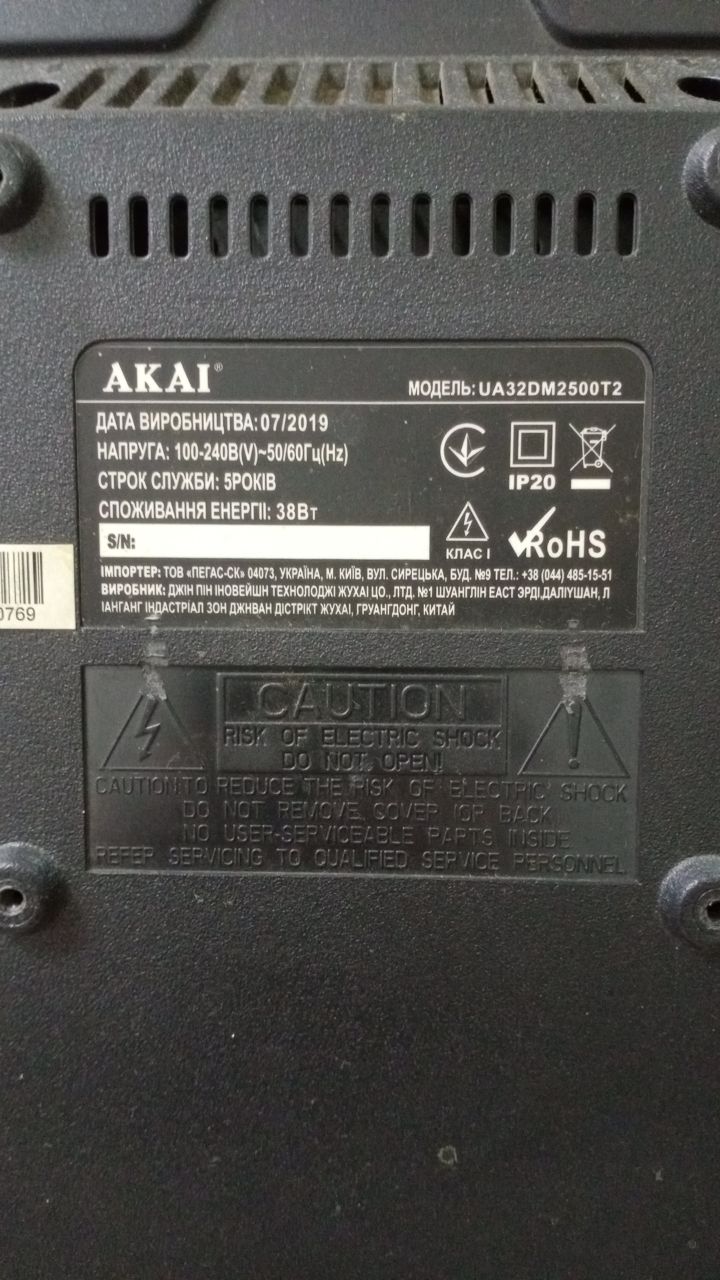 AKAI®
МОДЕЛЬ: UA32DM2500T2
ДАТА ВИРОБНИЦТВА: 07/2019
НАПРУГА: 100-240В(V)~50/60Гц(Hz)
СТРОК СЛУЖБИ: 5РОКІВ
СПОЖИВАННЯ ЕНЕРГІІ: 38Вт
S/N:
IP20
КЛАС І
RoHS
ІМПОРТЕР: ТОВ «ПЕГАС-СК» 04073, УКРАЇНА, М. КИЇВ, ВУЛ. СИРЕЦЬКА, БУД. №9 ТЕЛ.: +38 (044) 485-15-51
ВИРОБНИК: ДЖІН ПІН ІНОВЕЙШН ТЕХНОЛОДЖІ ЖУХАІ ЦО., ЛТД. №1 ШУАНГЛІН ЕАСТ ЭРДІ,ДАЛІYШАН, Л
ІАНГАНГ ІНДАСТРІАЛ ЗОН ДЖНВАН ДІСТРІКТ ЖУХАІ, ГРУАНГДОНГ, КИТАЙ
0769
CAUTION
RISK OF ELECTRIC SHOCK
DO NOT OPEN!
CAUTION:TO REDUCE THE RISK OF ELECTRIC SHOCK
DO NOT REMOVE COVER (OR BACK)
NO USER-SERVICEABLE PARTS INSIDE
REFER SERVICING TO QUALIFIED SERVICE PERSONNEL